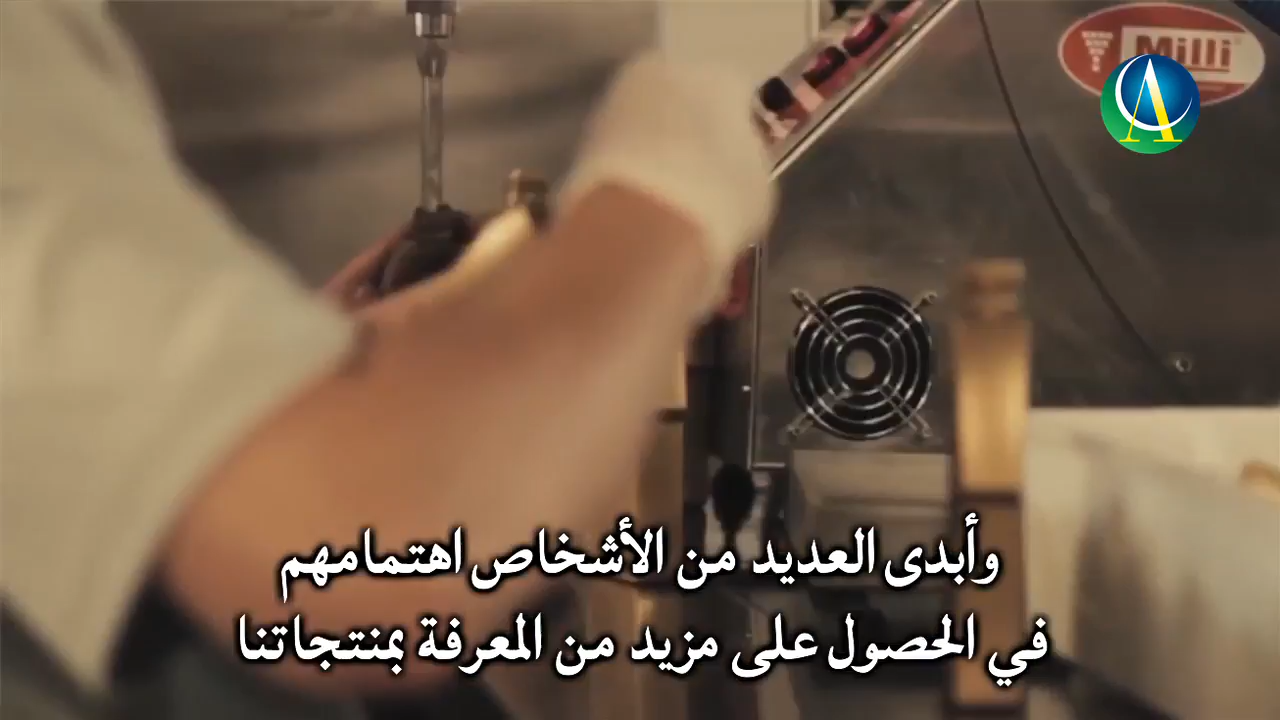 Milli
A
وأبدى العديد من الأشخاص اهتمامهم
في الحصول على مزيد من المعرفة بمنتجاتنا